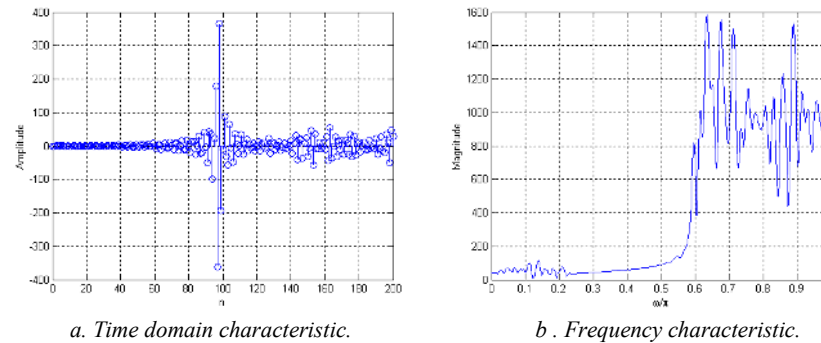 400
300
200
100
0
-100
-200
-300
-400
Amplitude
0 20 40 60 80 100 120 140 160 180 200
n
a. Time domain characteristic.
1600
1400
1200
1000
800
600
400
200
0
Magnitude
0 0.1 0.2 0.3 0.4 0.5 0.6 0.7 0.8 0.9
ω/π
b . Frequency characteristic.